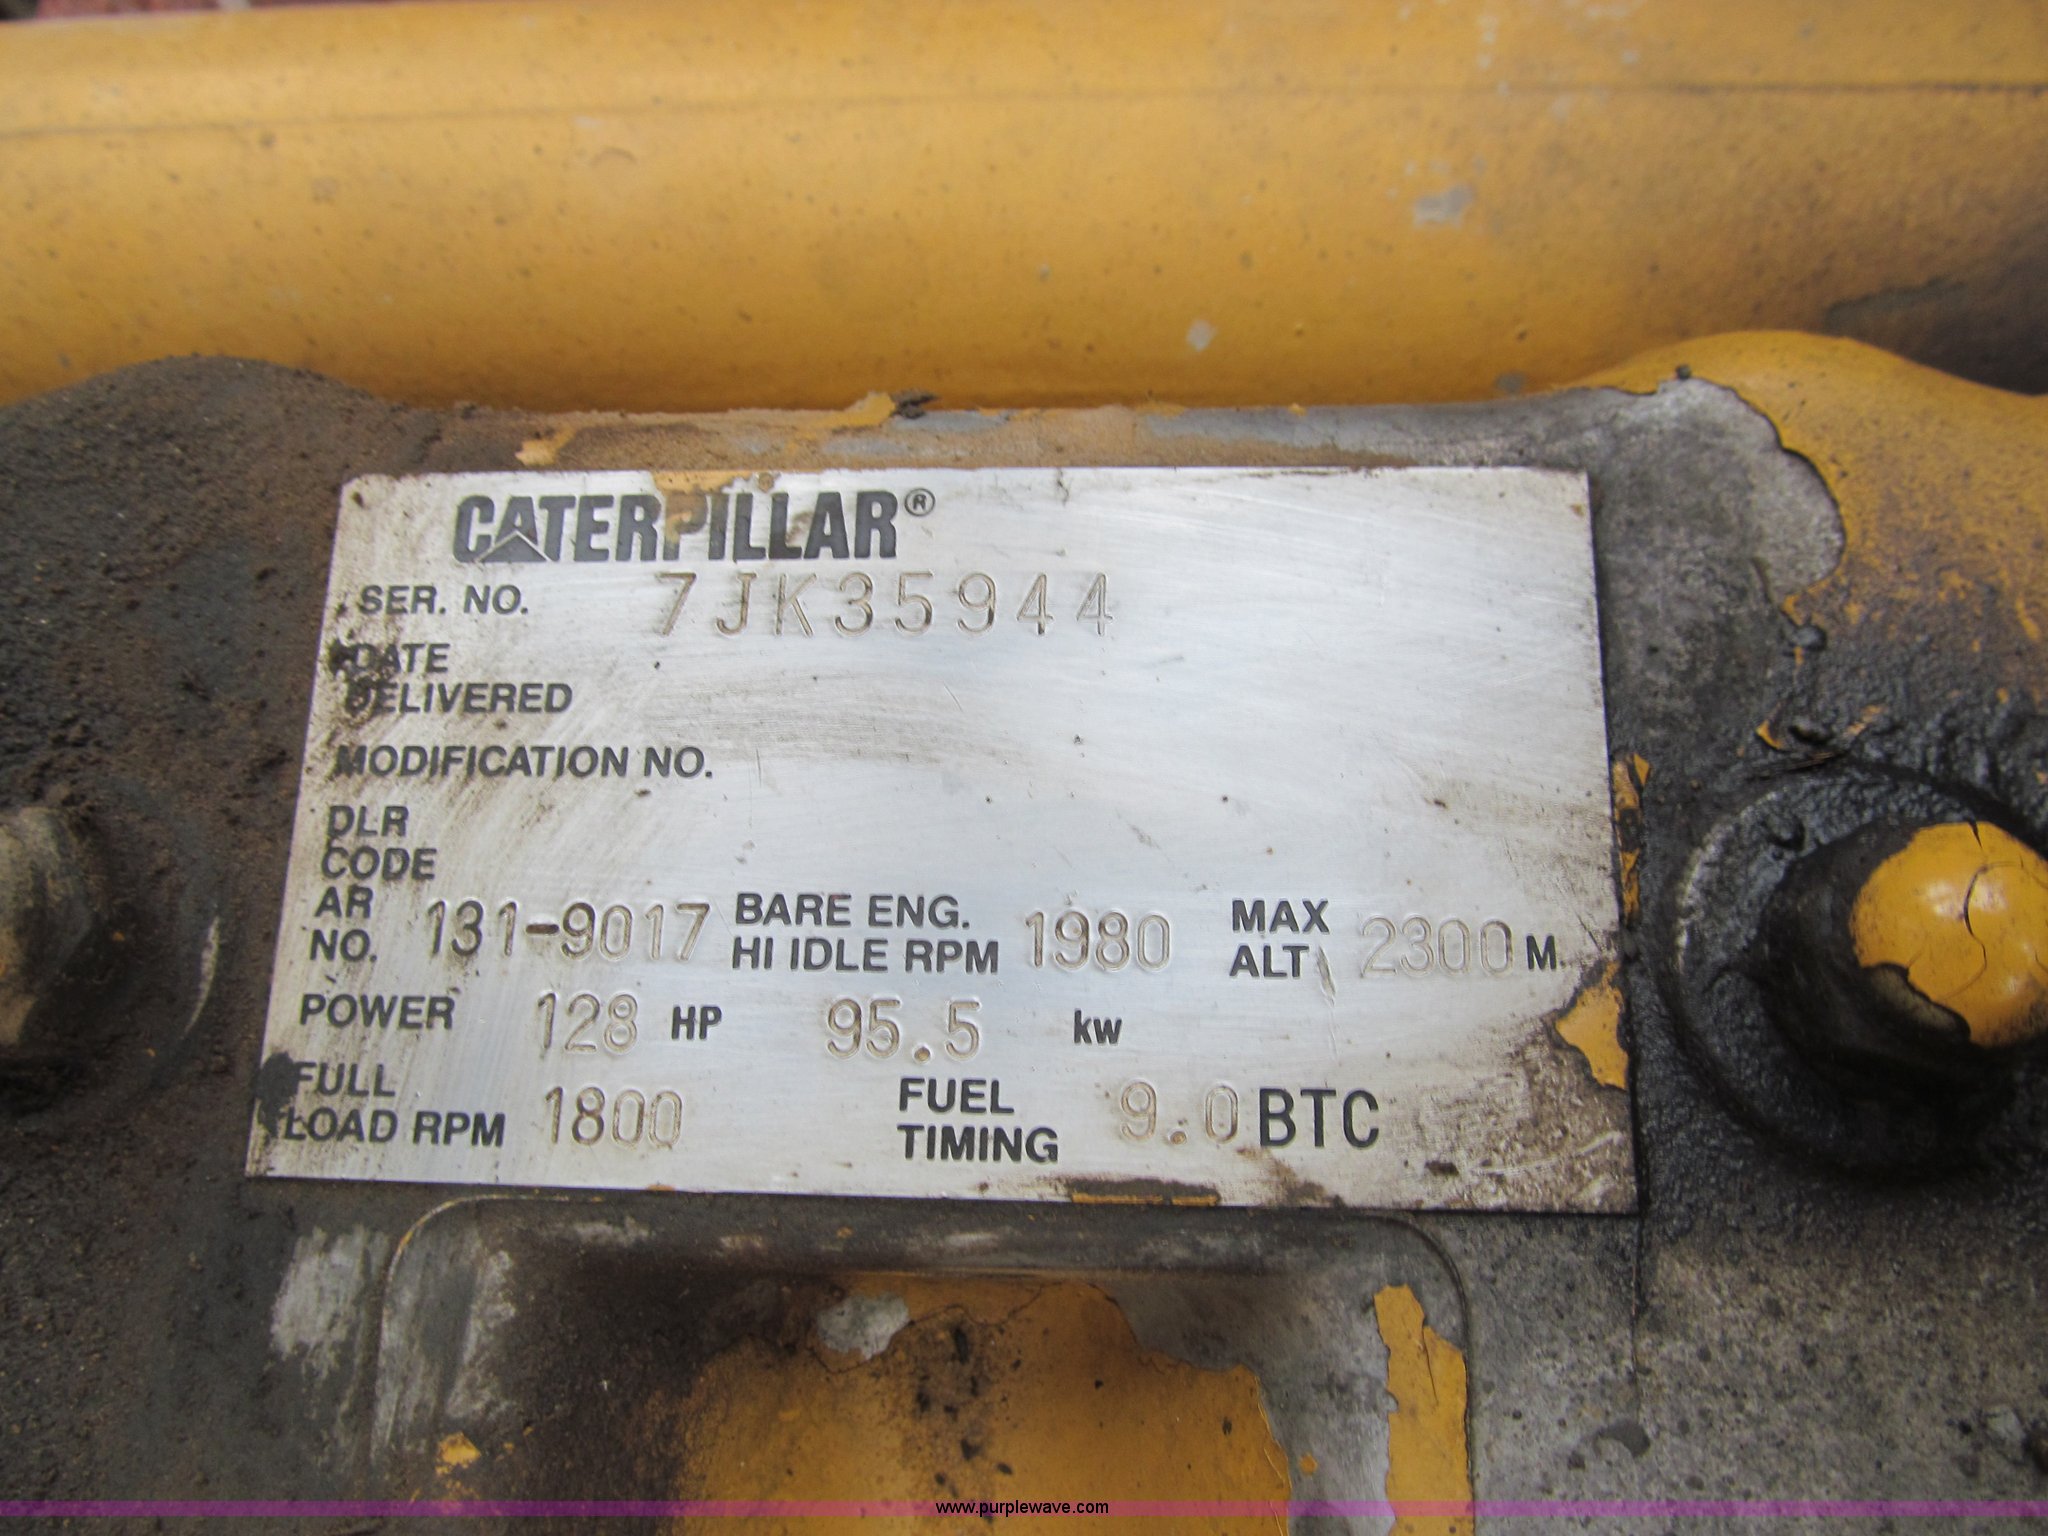 CATERPILLAR®
SER. NO. 7JK35944
DATE
DELIVERED
MODIFICATION NO.
DLR
CODE
AR
NO. 131-9017 BARE ENG.
HI IDLE RPM 1980 MAX
ALT 2300 M
POWER 128 HP 95.5 kw
FULL
LOAD RPM 1800 FUEL
TIMING 9.0 BTC
www.purplewave.com